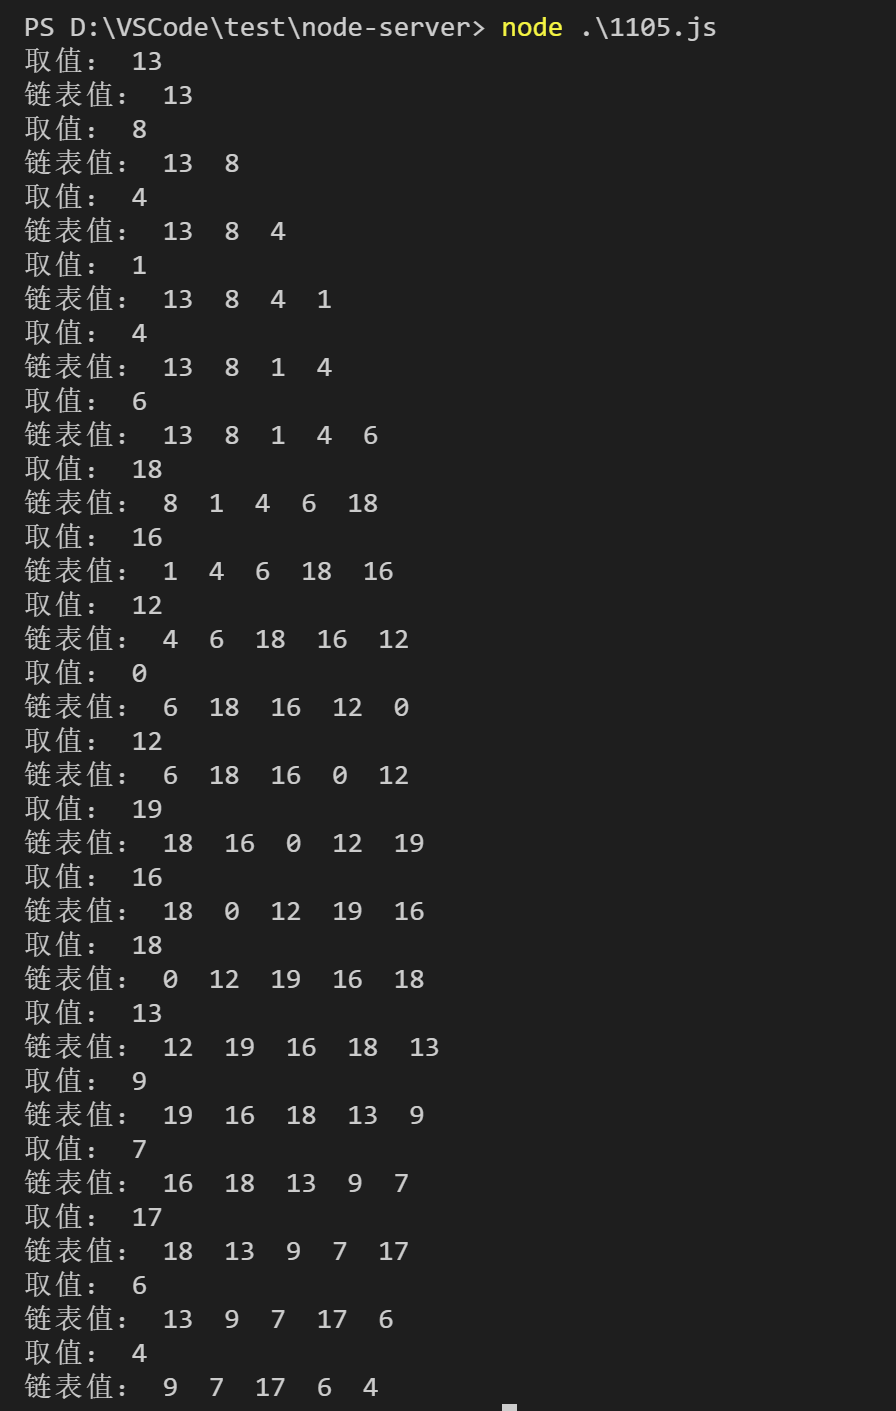 PS D:\VSCode\test\node-server> node .\1105.js
取值： 13
链表值： 13
取值： 8
链表值： 13  8
取值： 4
链表值： 13  8  4
取值： 1
链表值： 13  8  4  1
取值： 4
链表值： 13  8  1  4
取值： 6
链表值： 13  8  1  4  6
取值： 18
链表值： 8  1  4  6  18
取值： 16
链表值： 1  4  6  18  16
取值： 12
链表值： 4  6  18  16  12
取值： 0
链表值： 6  18  16  12  0
取值： 12
链表值： 6  18  16  0  12
取值： 19
链表值： 18  16  0  12  19
取值： 16
链表值： 18  0  12  19  16
取值： 18
链表值： 0  12  19  16  18
取值： 13
链表值： 12  19  16  18  13
取值： 9
链表值： 19  16  18  13  9
取值： 7
链表值： 16  18  13  9  7
取值： 17
链表值： 18  13  9  7  17
取值： 6
链表值： 13  9  7  17  6
取值： 4
链表值： 9  7  17  6  4